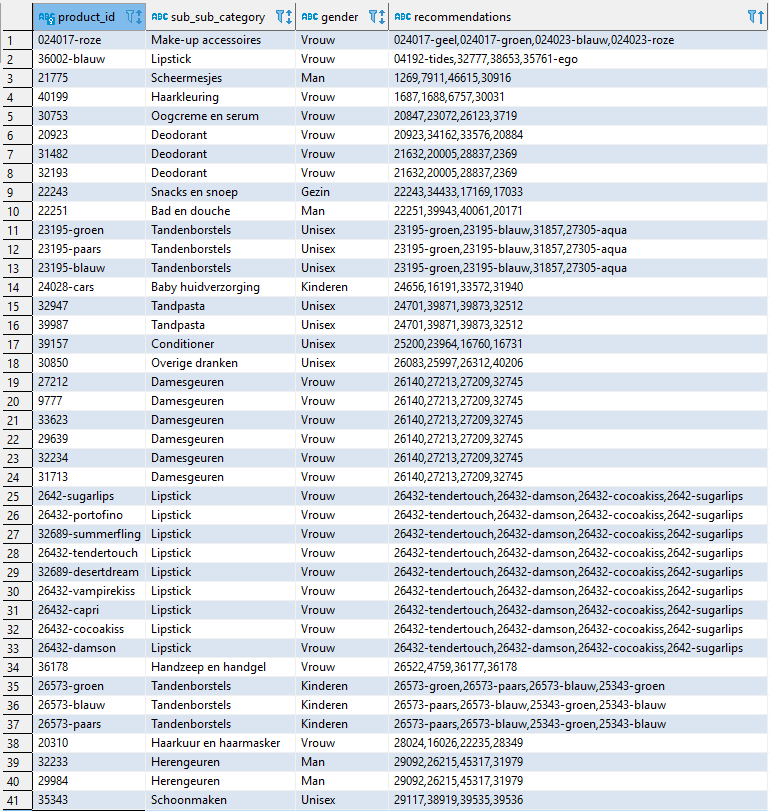 ABC product_id ABC sub_sub_category ABC gender ABC recommendations
1 024017-roze Make-up accessoires Vrouw 024017-geel,024017-groen,024023-blauw,024023-roze
2 36002-blauw Lipstick Vrouw 04192-tides,32777,38653,35761-ego
3 21775 Scheermesjes Man 1269,7911,46615,30916
4 40199 Haarkleuring Vrouw 1687,1688,6757,30031
5 30753 Oogcreme en serum Vrouw 20847,23072,26123,3719
6 20923 Deodorant Vrouw 20923,34162,33576,20884
7 31482 Deodorant Vrouw 21632,20005,28837,2369
8 32193 Deodorant Vrouw 21632,20005,28837,2369
9 22243 Snacks en snoep Gezin 22243,34433,17169,17033
10 22251 Bad en douche Man 22251,39943,40061,20171
11 23195-groen Tandenborstels Unisex 23195-groen,23195-blauw,31857,27305-aqua
12 23195-paars Tandenborstels Unisex 23195-groen,23195-blauw,31857,27305-aqua
13 23195-blauw Tandenborstels Unisex 23195-groen,23195-blauw,31857,27305-aqua
14 24028-cars Baby huidverzorging Kinderen 24656,16191,33572,31940
15 32947 Tandpasta Unisex 24701,39871,39873,32512
16 39987 Tandpasta Unisex 24701,39871,39873,32512
17 39157 Conditioner Unisex 25200,23964,16760,16731
18 30850 Overige dranken Unisex 26083,25997,26312,40206
19 27212 Damesgeuren Vrouw 26140,27213,27209,32745
20 9777 Damesgeuren Vrouw 26140,27213,27209,32745
21 33623 Damesgeuren Vrouw 26140,27213,27209,32745
22 29639 Damesgeuren Vrouw 26140,27213,27209,32745
23 32234 Damesgeuren Vrouw 26140,27213,27209,32745
24 31713 Damesgeuren Vrouw 26140,27213,27209,32745
25 2642-sugarlips Lipstick Vrouw 26432-tendertouch,26432-damson,26432-cocoakiss,2642-sugarlips
26 26432-portofino Lipstick Vrouw 26432-tendertouch,26432-damson,26432-cocoakiss,2642-sugarlips
27 32689-summerfling Lipstick Vrouw 26432-tendertouch,26432-damson,26432-cocoakiss,2642-sugarlips
28 26432-tendertouch Lipstick Vrouw 26432-tendertouch,26432-damson,26432-cocoakiss,2642-sugarlips
29 32689-desertdream Lipstick Vrouw 26432-tendertouch,26432-damson,26432-cocoakiss,2642-sugarlips
30 26432-vampirekiss Lipstick Vrouw 26432-tendertouch,26432-damson,26432-cocoakiss,2642-sugarlips
31 26432-capri Lipstick Vrouw 26432-tendertouch,26432-damson,26432-cocoakiss,2642-sugarlips
32 26432-cocoakiss Lipstick Vrouw 26432-tendertouch,26432-damson,26432-cocoakiss,2642-sugarlips
33 26432-damson Lipstick Vrouw 26432-tendertouch,26432-damson,26432-cocoakiss,2642-sugarlips
34 36178 Handzeep en handgel Vrouw 26522,4759,36177,36178
35 26573-groen Tandenborstels Kinderen 26573-groen,26573-paars,26573-blauw,25343-groen
36 26573-blauw Tandenborstels Kinderen 26573-paars,26573-blauw,25343-groen,25343-blauw
37 26573-paars Tandenborstels Kinderen 26573-paars,26573-blauw,25343-groen,25343-blauw
38 20310 Haarkuur en haarmasker Vrouw 28024,16026,22235,28349
39 32233 Herengeuren Man 29092,26215,45317,31979
40 29984 Herengeuren Man 29092,26215,45317,31979
41 35343 Schoonmaken Unisex 29117,38919,39535,39536